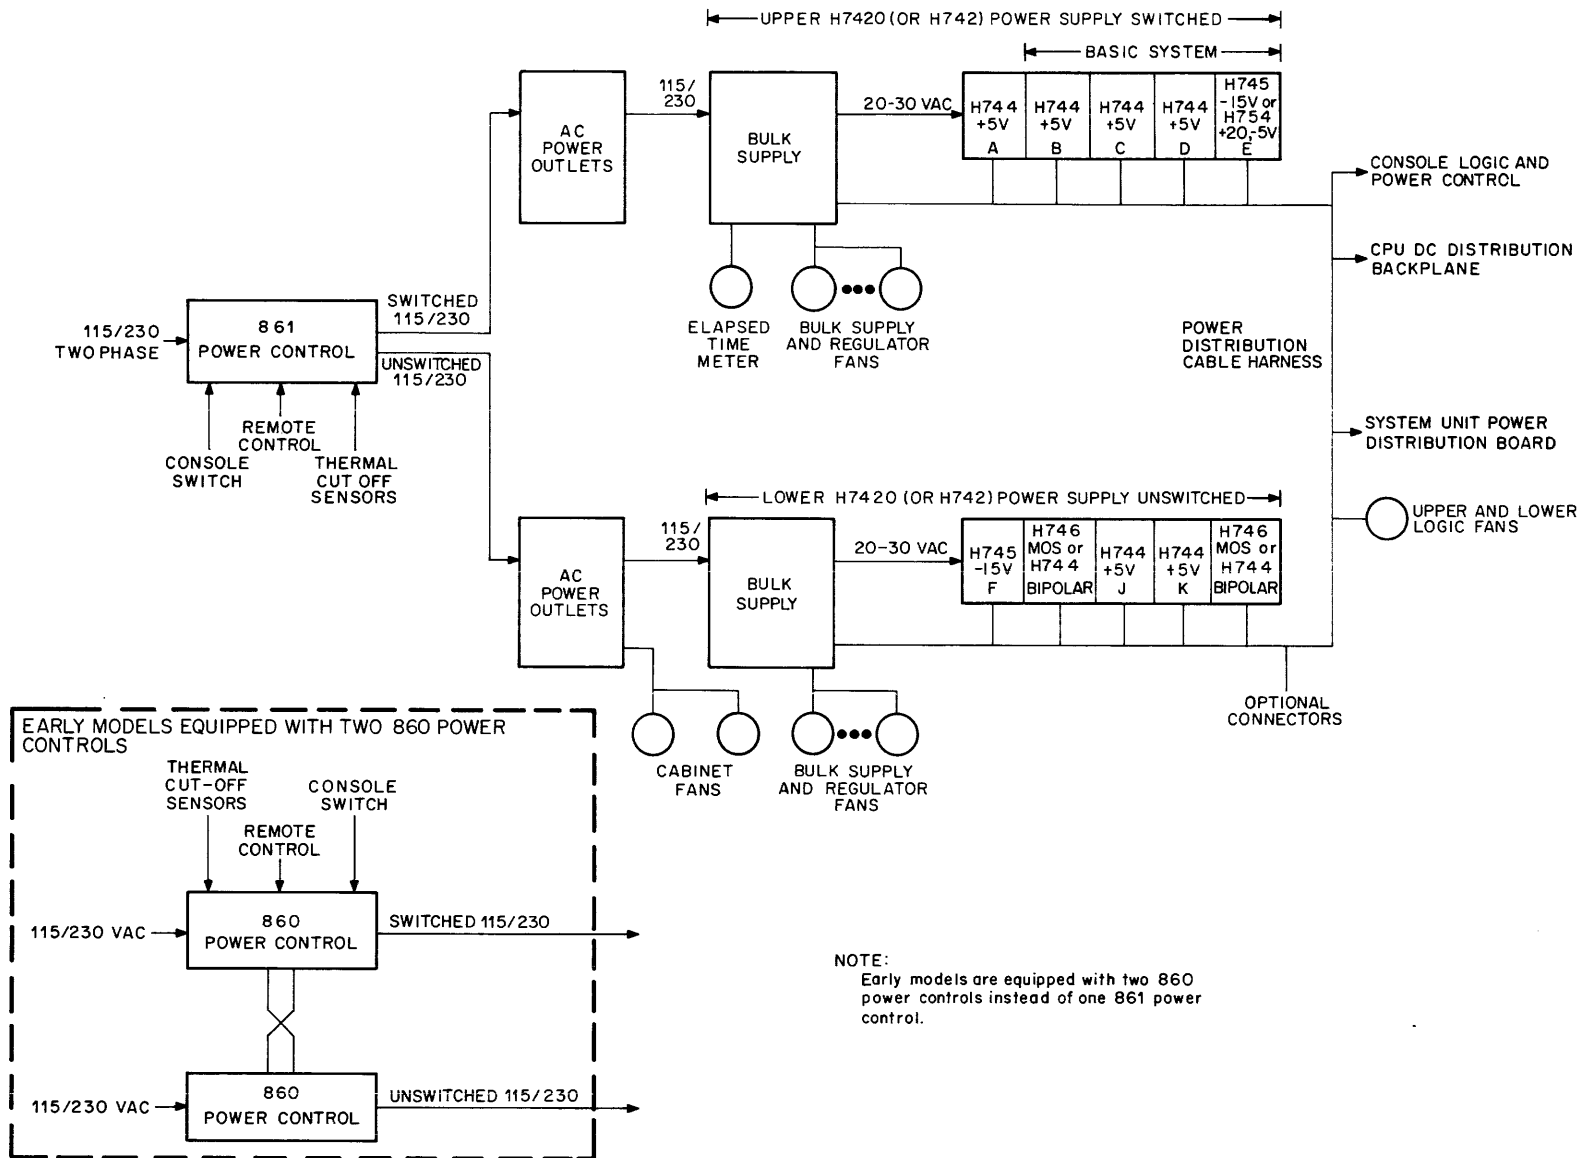 UPPER H7420 (OR H742) POWER SUPPLY SWITCHED
BASIC SYSTEM
AC
POWER
OUTLETS
115/
230
BULK
SUPPLY
20-30 VAC
H744
+5V
A
H744
+5V
B
H744
+5V
C
H744
+5V
D
H745
-15V or
H754
+20,-5V
E
CONSOLE LOGIC AND
POWER CONTROL
CPU DC DISTRIBUTION
BACKPLANE
ELAPSED
TIME
METER
BULK SUPPLY
AND REGULATOR
FANS
POWER
DISTRIBUTION
CABLE HARNESS
115/230
TWO PHASE
861
POWER CONTROL
SWITCHED
115/230
UNSWITCHED
115/230
CONSOLE
SWITCH
REMOTE
CONTROL
THERMAL
CUT OFF
SENSORS
SYSTEM UNIT POWER
DISTRIBUTION BOARD
UPPER AND LOWER
LOGIC FANS
LOWER H7420 (OR H742) POWER SUPPLY UNSWITCHED
AC
POWER
OUTLETS
115/
230
BULK
SUPPLY
20-30 VAC
H745
-15V
F
H746
MOS or
H744
BIPOLAR
H744
+5V
J
H744
+5V
K
H746
MOS or
H744
BIPOLAR
OPTIONAL
CONNECTORS
CABINET
FANS
BULK SUPPLY
AND REGULATOR
FANS
EARLY MODELS EQUIPPED WITH TWO 860 POWER
CONTROLS
THERMAL
CUT-OFF
SENSORS
REMOTE
CONTROL
CONSOLE
SWITCH
115/230 VAC
860
POWER CONTROL
SWITCHED 115/230
115/230 VAC
860
POWER CONTROL
UNSWITCHED 115/230
NOTE:
Early models are equipped with two 860
power controls instead of one 861 power
control.